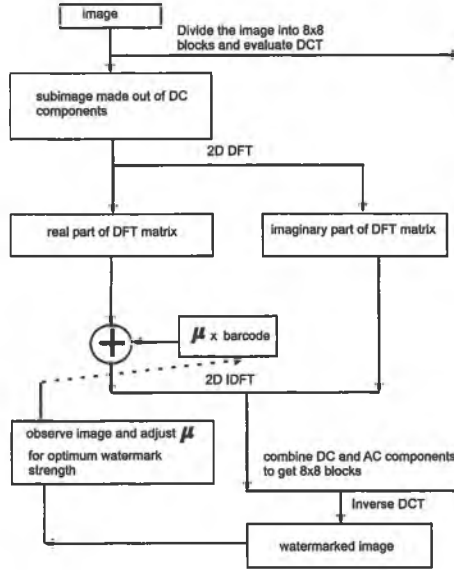 image
Divide the image into 8x8
blocks and evaluate DCT
subimage made out of DC
components
2D DFT
real part of DFT matrix
imaginary part of DFT matrix
+
μ x barcode
2D IDFT
observe image and adjust μ
for optimum watermark
strength
combine DC and AC components
to get 8x8 blocks
Inverse DCT
watermarked image